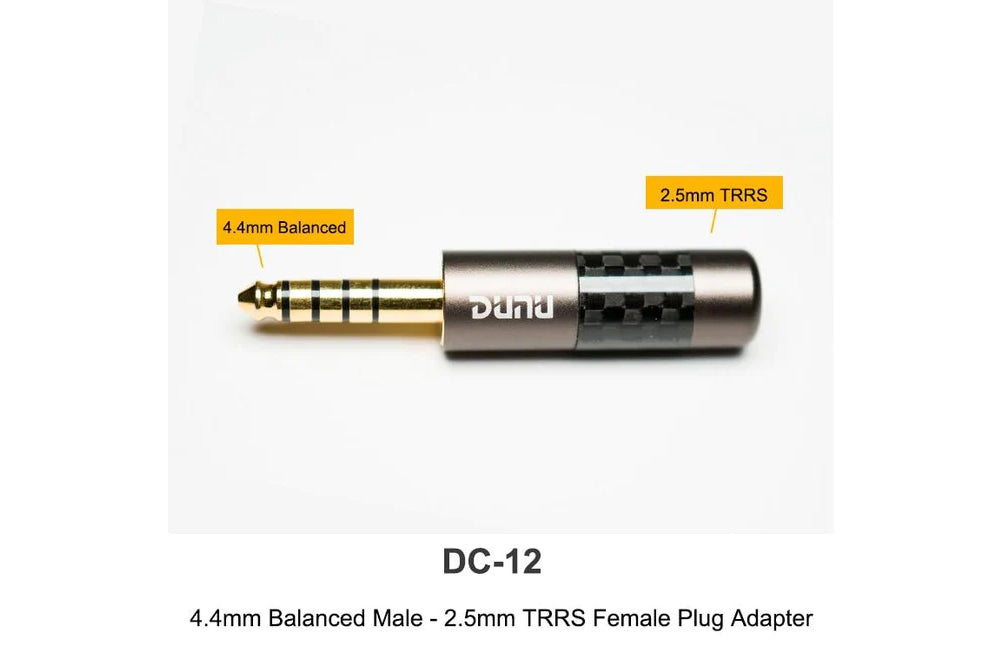 2.5mm TRRS
4.4mm Balanced
DUNU
DC-12
4.4mm Balanced Male - 2.5mm TRRS Female Plug Adapter